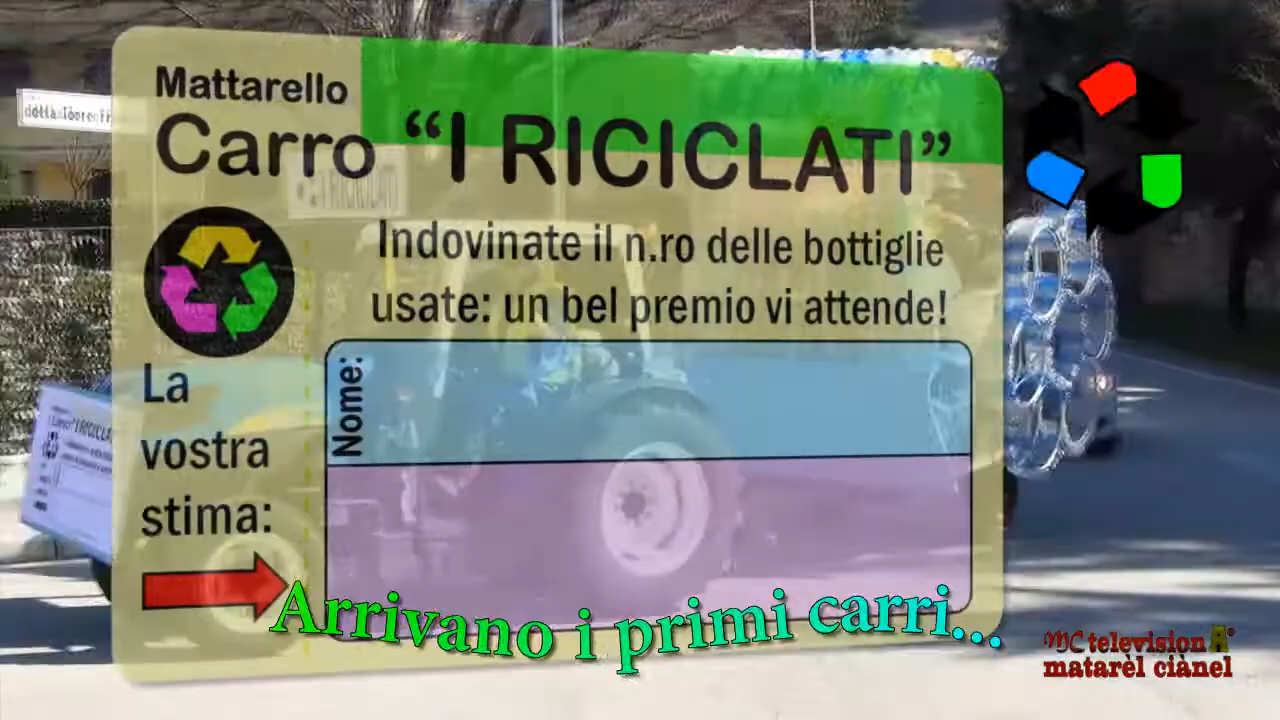 Mattarello
Carro "I RICICLATI"
Indovinate il n.ro delle bottiglie
usate: un bel premio vi attende!
Nome:
La
vostra
stima:
Arrivano i primi carri...
MC television
matarèl ciànel